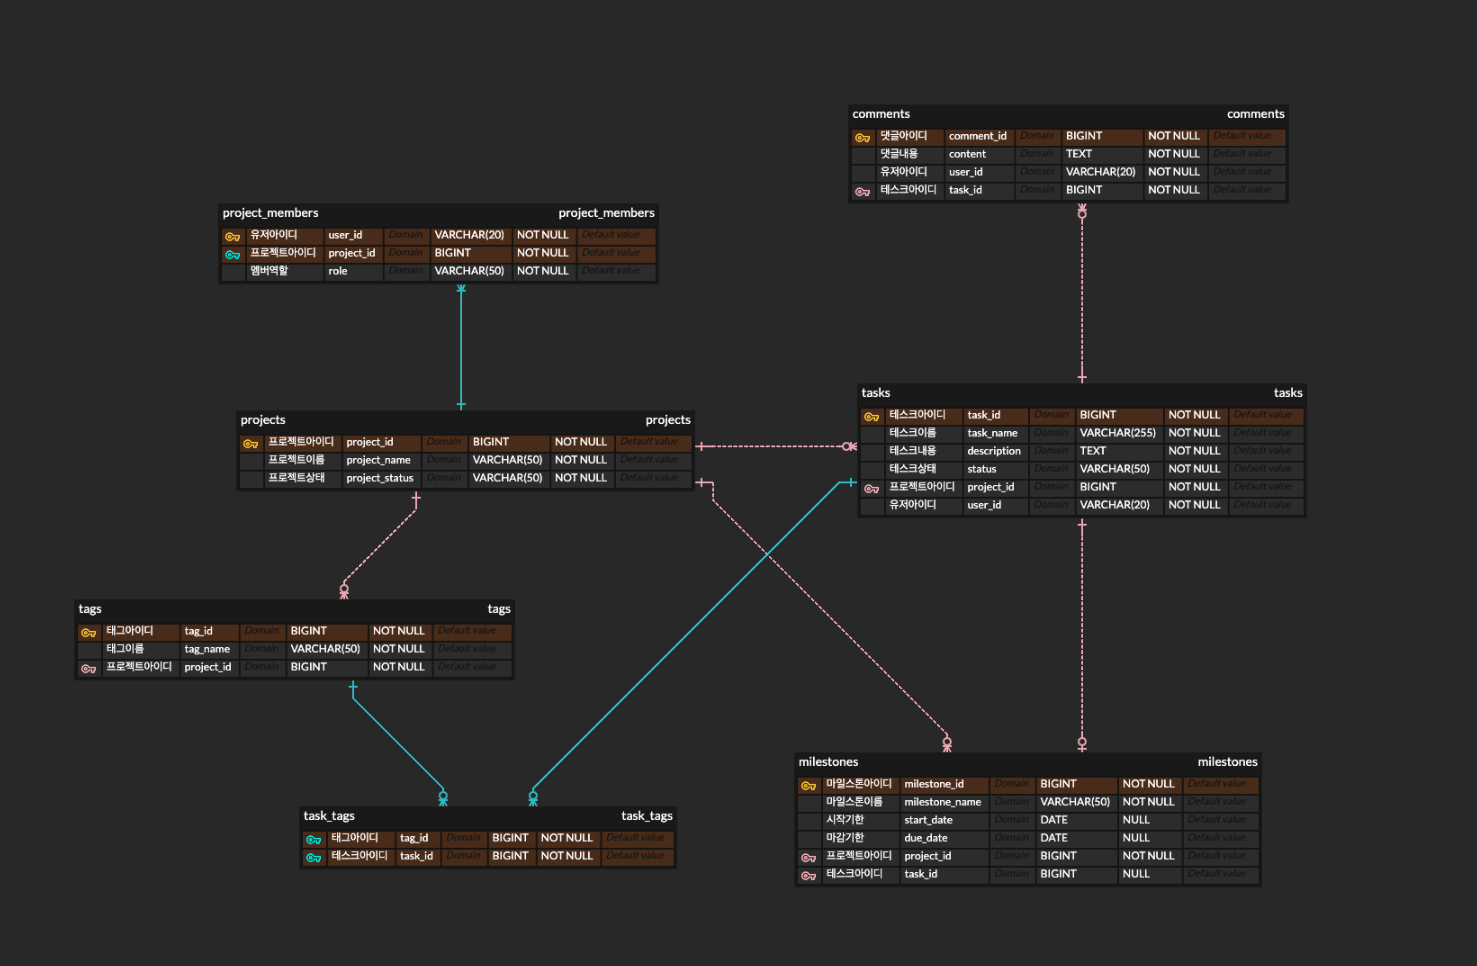 comments comments
댓글아이디 comment_id Domain BIGINT NOT NULL Default value
댓글내용 content Domain TEXT NOT NULL Default value
유저아이디 user_id Domain VARCHAR(20) NOT NULL Default value
테스크아이디 task_id Domain BIGINT NOT NULL Default value
project_members project_members
유저아이디 user_id Domain VARCHAR(20) NOT NULL Default value
프로젝트아이디 project_id Domain BIGINT NOT NULL Default value
멤버역할 role Domain VARCHAR(50) NOT NULL Default value
tasks tasks
테스크아이디 task_id Domain BIGINT NOT NULL Default value
테스크이름 task_name Domain VARCHAR(255) NOT NULL Default value
테스크내용 description Domain TEXT NOT NULL Default value
테스크상태 status Domain VARCHAR(50) NOT NULL Default value
프로젝트아이디 project_id Domain BIGINT NOT NULL Default value
유저아이디 user_id Domain VARCHAR(20) NOT NULL Default value
projects projects
프로젝트아이디 project_id Domain BIGINT NOT NULL Default value
프로젝트이름 project_name Domain VARCHAR(50) NOT NULL Default value
프로젝트상태 project_status Domain VARCHAR(50) NOT NULL Default value
tags tags
태그아이디 tag_id Domain BIGINT NOT NULL Default value
태그이름 tag_name Domain VARCHAR(50) NOT NULL Default value
프로젝트아이디 project_id Domain BIGINT NOT NULL Default value
milestones milestones
마일스톤아이디 milestone_id Domain BIGINT NOT NULL Default value
마일스톤이름 milestone_name Domain VARCHAR(50) NOT NULL Default value
시작기한 start_date Domain DATE NULL Default value
마감기한 due_date Domain DATE NULL Default value
프로젝트아이디 project_id Domain BIGINT NOT NULL Default value
테스크아이디 task_id Domain BIGINT NULL Default value
task_tags task_tags
태그아이디 tag_id Domain BIGINT NOT NULL Default value
테스크아이디 task_id Domain BIGINT NOT NULL Default value